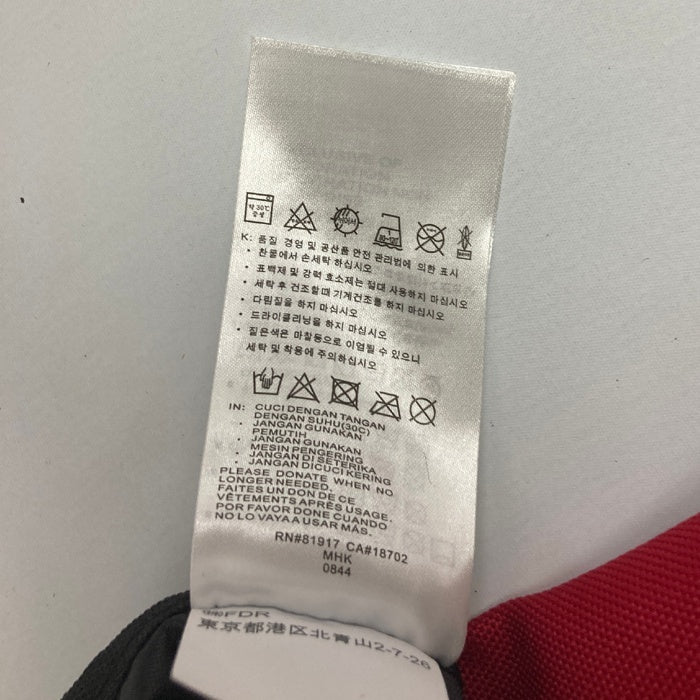 약 30℃
중성
80~120
K: 품질 경영 및 공산품 안전 관리법에 의한 표시
• 찬물에서 손세탁 하십시오
• 표백제 및 강력 효소제는 절대 사용하지 마십시오
• 세탁 후 건조할때 기계건조를 하지 마십시오
• 다림질을 하지 마십시오
• 드라이클리닝을 하지 마십시오
• 짙은색은 마찰등으로 이염될 수 있으니
세탁 및 착용에 주의하십시오
IN: CUCI DENGAN TANGAN
DENGAN SUHU(30C)
• JANGAN GUNAKAN
PEMUTIH
• JANGAN GUNAKAN
MESIN PENGERING
• JANGAN DI SETERIKA
• JANGAN DICUCI KERING
PLEASE DONATE WHEN NO
LONGER NEEDED.
FAITES UN DON DE CE
VÊTEMENTS APRÈS USAGE.
POR FAVOR DONE CUANDO
NO LO VAYA A USAR MÁS.
RN#81917 CA#18702
MHK
0844
FDR
東京都港区北青山2-7-26